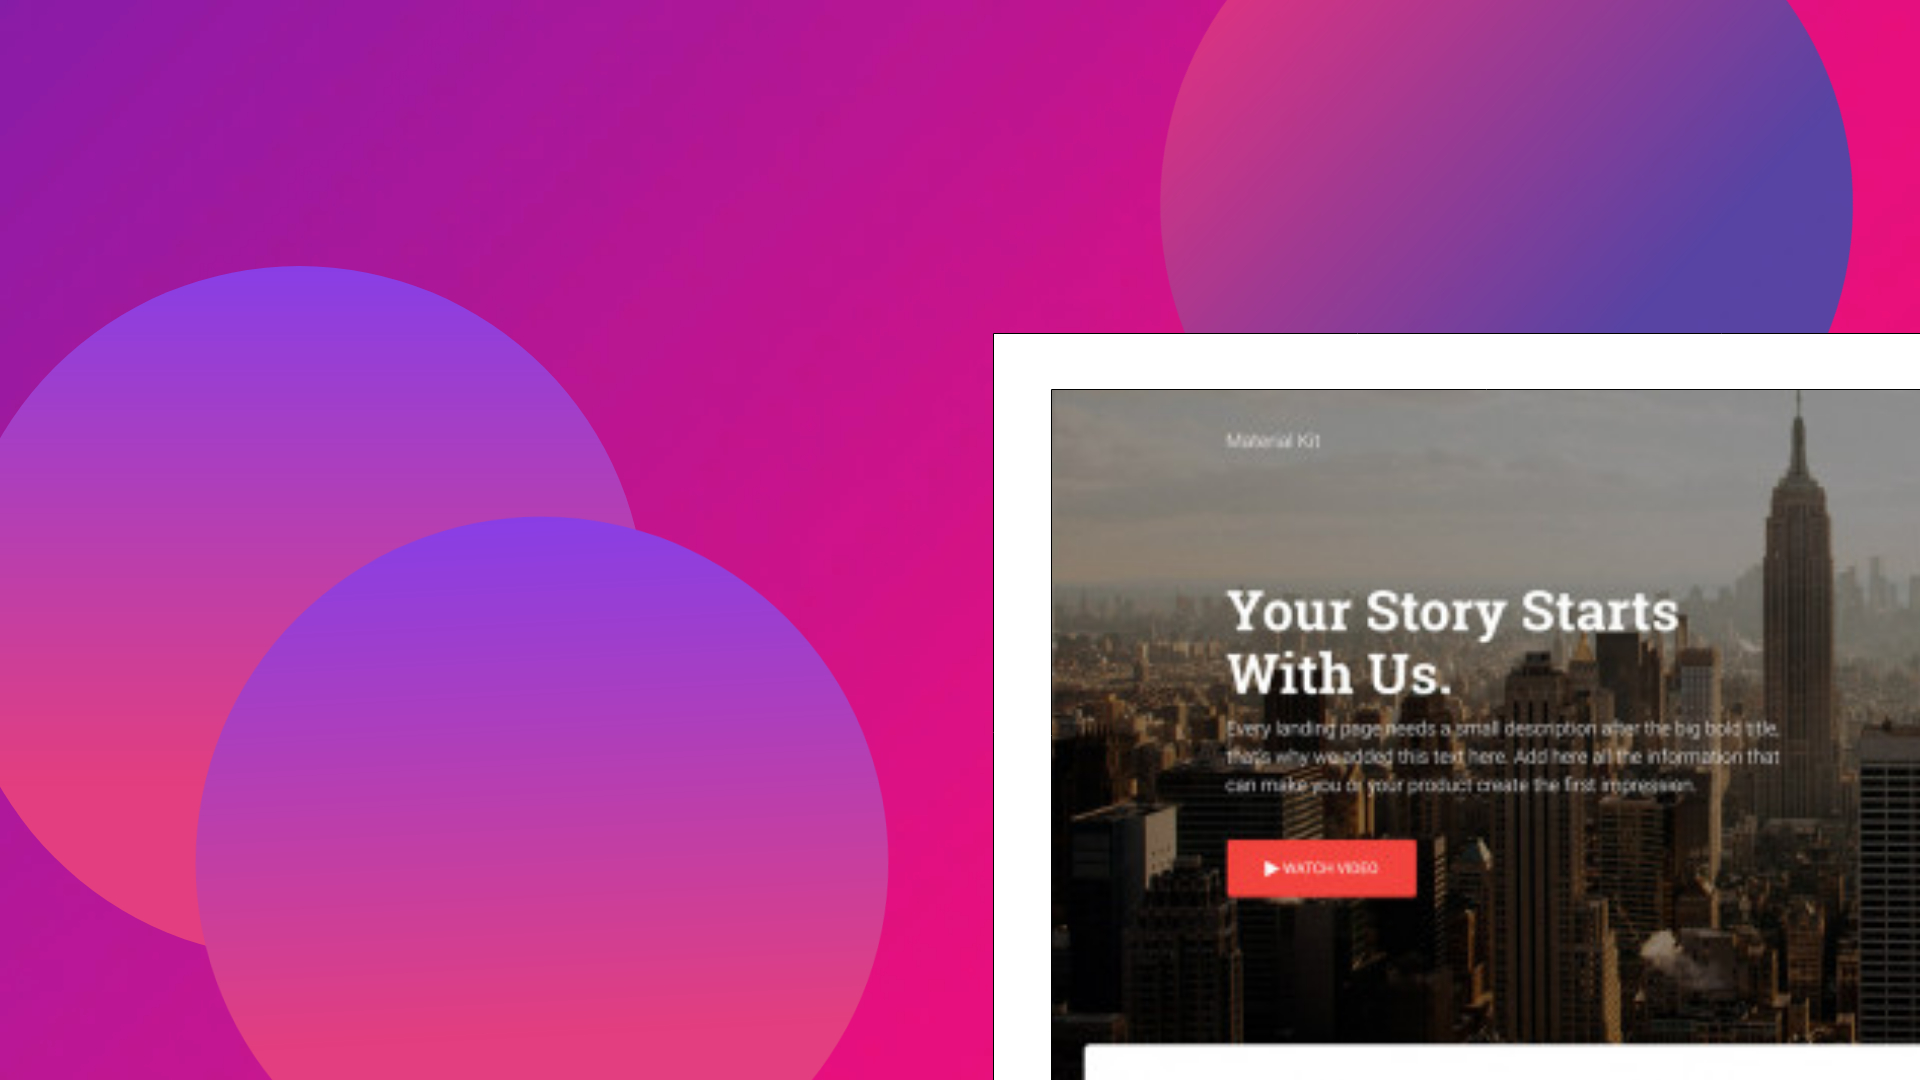 Material Kit
Your Story Starts
With Us.
Every landing page needs a small description after the big bold title,
that's why we added this text here. Add here all the information that
can make you or your product create the first impression.
WATCH VIDEO